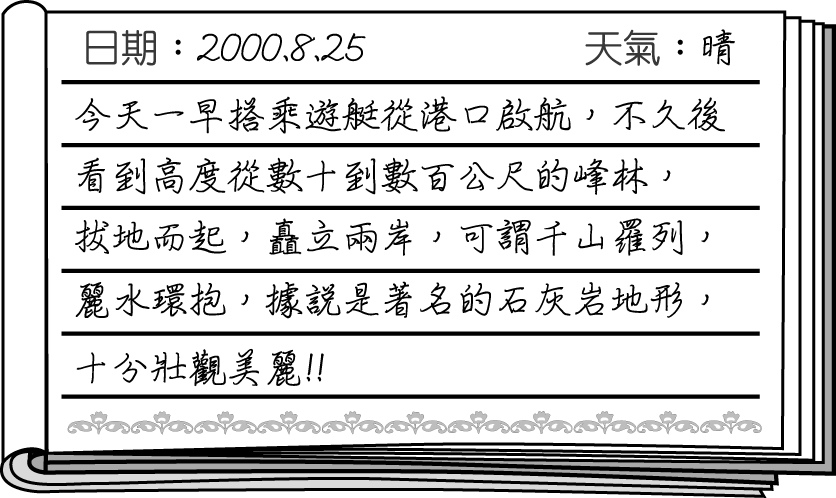 日期：2000.8.25 天氣：晴
今天一早搭乘遊艇從港口啟航，不久後
看到高度從數十到數百公尺的峰林，
拔地而起，矗立兩岸，可謂千山羅列，
麗水環抱，據說是著名的石灰岩地形，
十分壯觀美麗!!